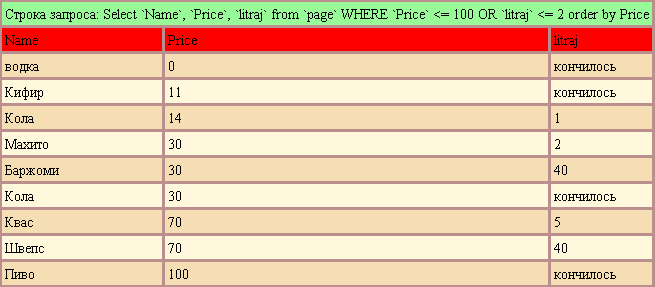 Строка запроса: Select `Name`, `Price`, `litraj` from `page` WHERE `Price` <= 100 OR `litraj` <= 2 order by Price
Name Price litraj
водка 0 кончилось
Кифир 11 кончилось
Кола 14 1
Махито 30 2
Баржоми 30 40
Кола 30 кончилось
Квас 70 5
Швепс 70 40
Пиво 100 кончилось